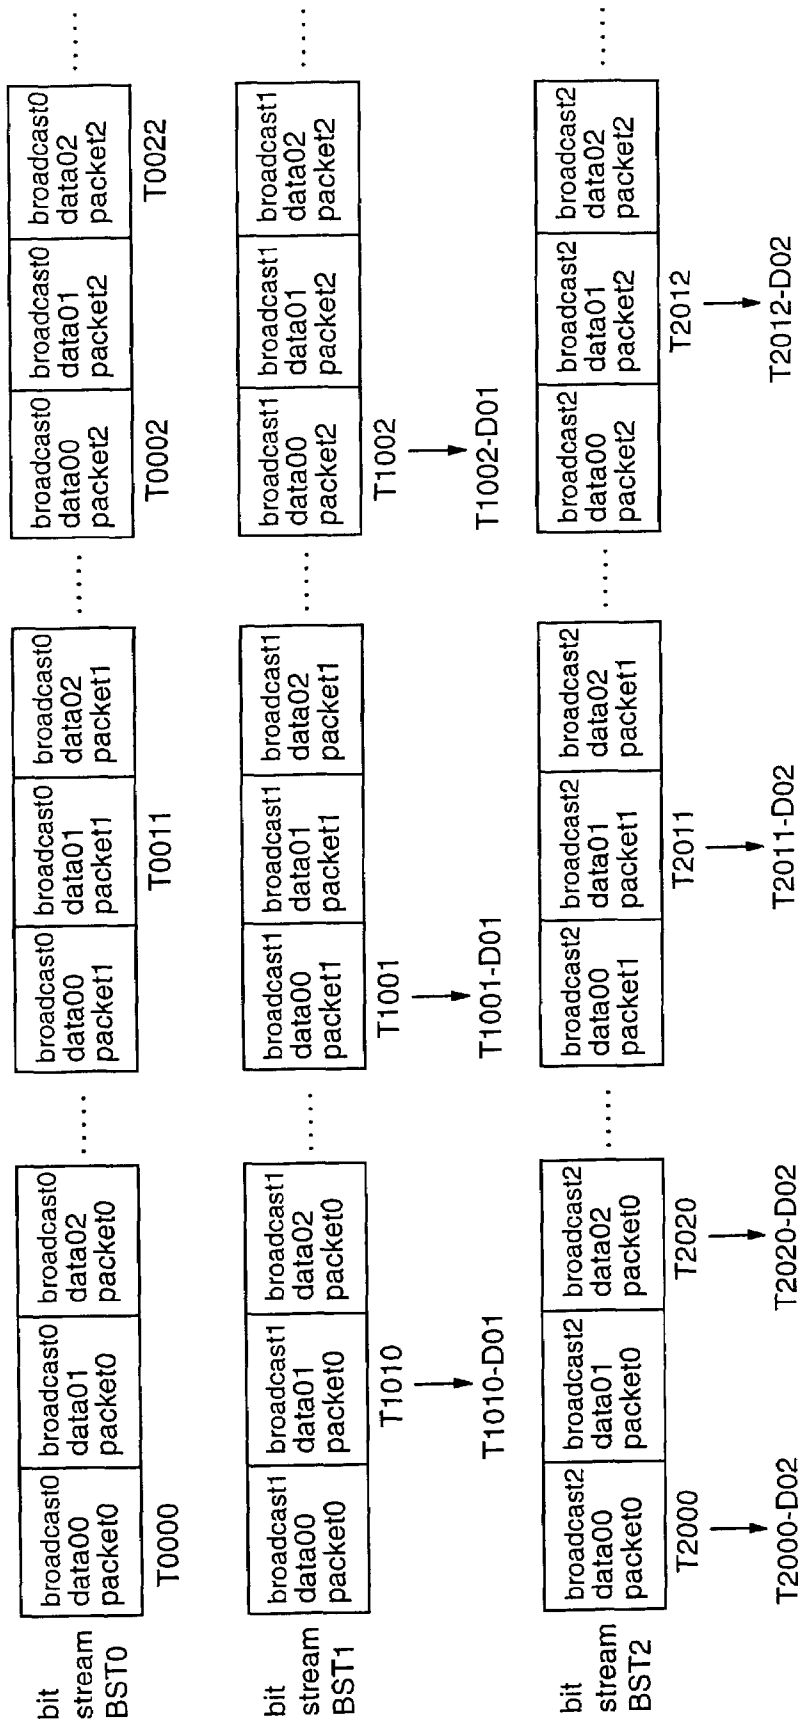 bit
stream
BST0
broadcast0
data00
packet0
broadcast0
data01
packet0
broadcast0
data02
packet0
.....
broadcast0
data00
packet1
broadcast0
data01
packet1
broadcast0
data02
packet1
.....
broadcast0
data00
packet2
broadcast0
data01
packet2
broadcast0
data02
packet2
.....
T0000
T0011
T0002
T0022
bit
stream
BST1
broadcast1
data00
packet0
broadcast1
data01
packet0
broadcast1
data02
packet0
.....
broadcast1
data00
packet1
broadcast1
data01
packet1
broadcast1
data02
packet1
.....
broadcast1
data00
packet2
broadcast1
data01
packet2
broadcast1
data02
packet2
.....
T1010
T1001
T1002
T1010-D01
T1001-D01
T1002-D01
bit
stream
BST2
broadcast2
data00
packet0
broadcast2
data01
packet0
broadcast2
data02
packet0
.....
broadcast2
data00
packet1
broadcast2
data01
packet1
broadcast2
data02
packet1
.....
broadcast2
data00
packet2
broadcast2
data01
packet2
broadcast2
data02
packet2
.....
T2000
T2020
T2011
T2012
T2000-D02
T2020-D02
T2011-D02
T2012-D02